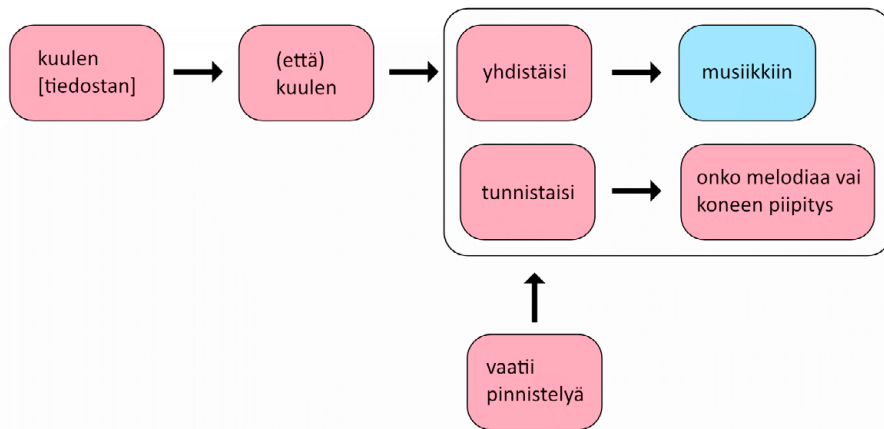 kuulen
[tiedostan]
(että)
kuulen
yhdistäisi
musiikkiin
tunnistaisi
onko melodiaa vai
koneen piipitys
vaatii
pinnistelyä